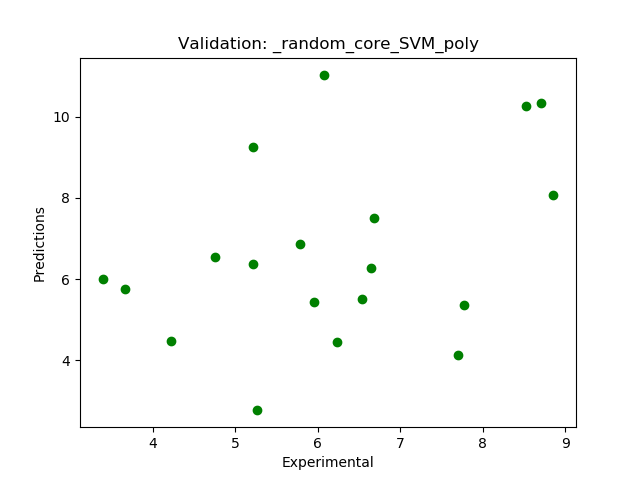 Validation: _random_core_SVM_poly
10
8
6
4
Predictions
4 5 6 7 8 9
Experimental